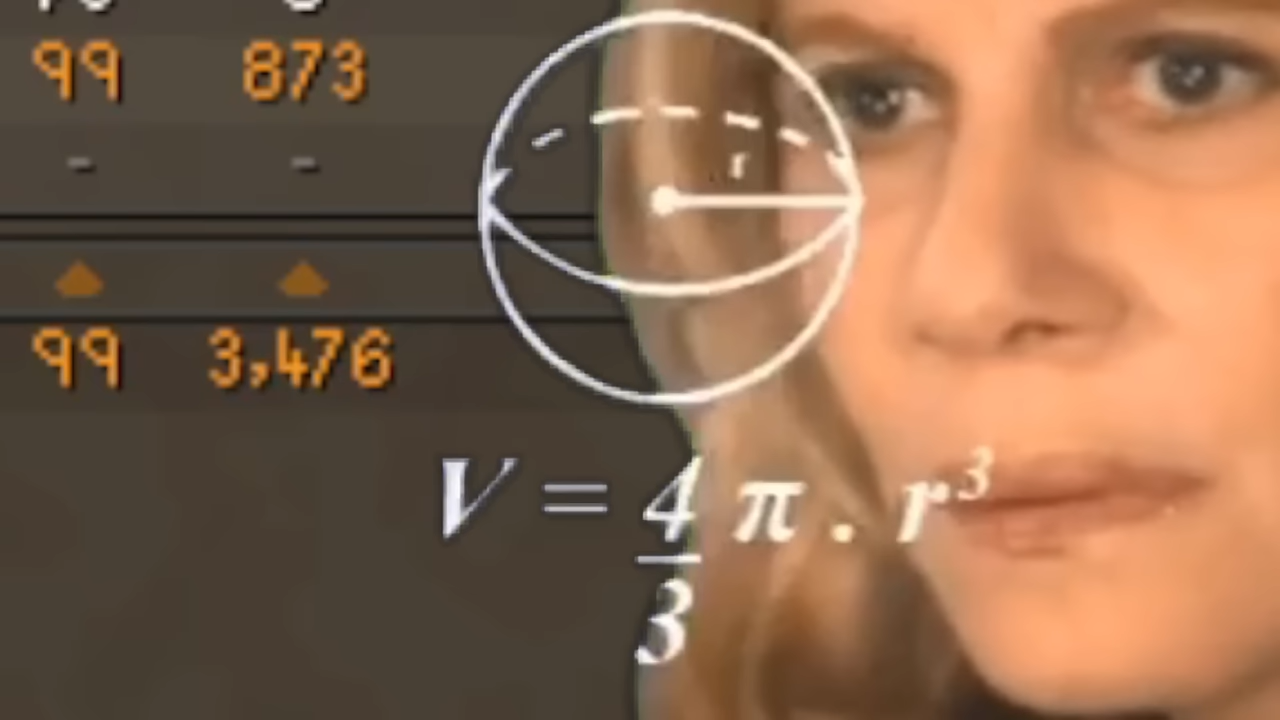 99 873
- -
r
99 3,476
V = 4/3 π . r³